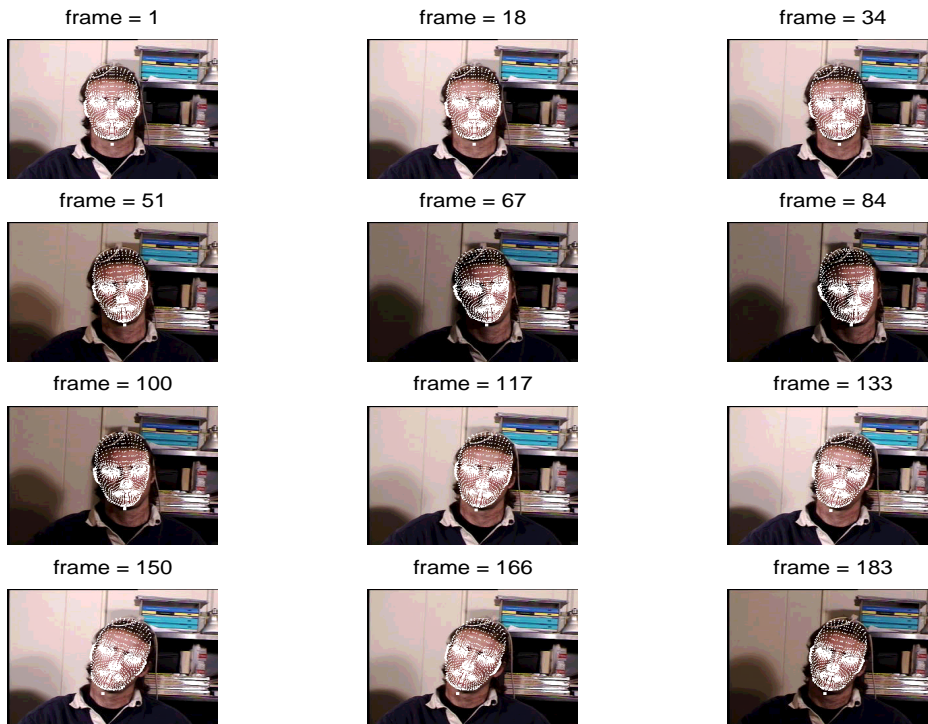 frame = 1
frame = 18
frame = 34
frame = 51
frame = 67
frame = 84
frame = 100
frame = 117
frame = 133
frame = 150
frame = 166
frame = 183